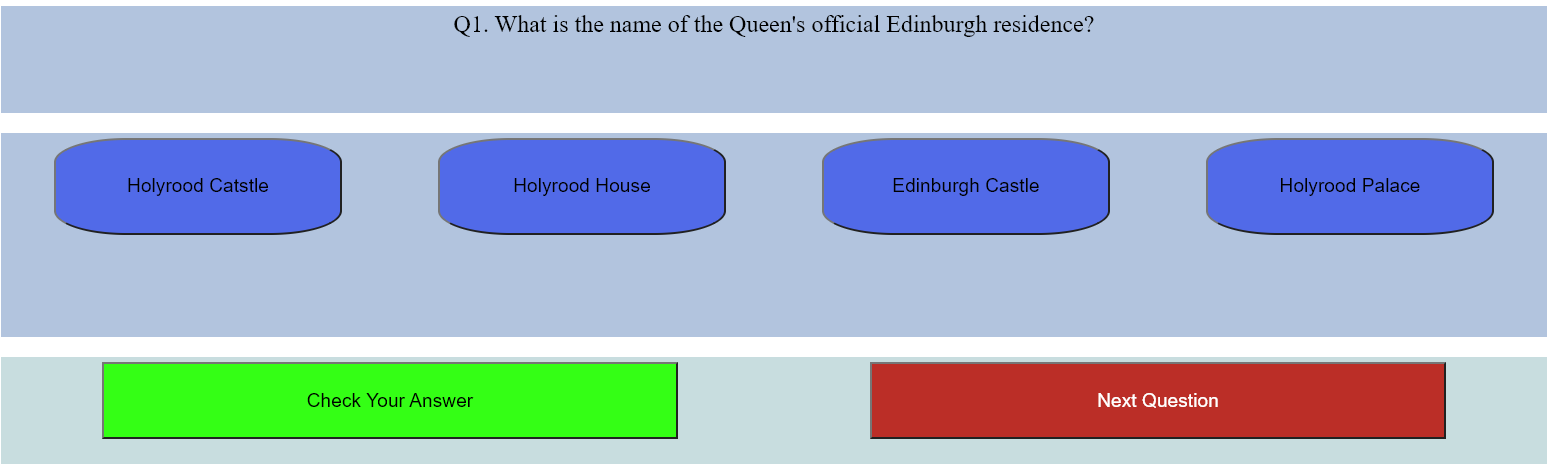 Q1. What is the name of the Queen's official Edinburgh residence?
Holyrood Catstle
Holyrood House
Edinburgh Castle
Holyrood Palace
Check Your Answer
Next Question